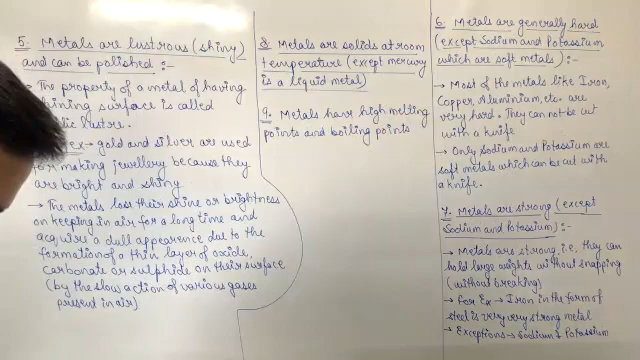 5. Metals are lustrous (shiny)
and can be polished :-
→ The property of a metal of having
shining surface is called
lustre.
ex → gold and silver are used
for making jewellery because they
are bright and shiny
→ The metals lose their shine or brightness
on keeping in air for a long time and
acquire a dull appearence due to the
formation of a thin layer of oxide,
carbonate or sulphide on their surface
(by the slow action of various gases
present in air)
8. Metals are solids at room
temperature (except mercury
is a liquid metal)
9. Metals have high melting
points and boiling points
6. Metals are generally hard
(except Sodium and Potassium
which are soft metals) :-
→ Most of the metals like Iron,
Copper, Aluminium, etc. are
very hard. They can not be cut
with a knife
→ Only Sodium and Potassium are
soft metals which can be cut with
a knife.
7. Metals are strong (except
Sodium and Potassium) :-
→ Metals are strong i.e, they can
hold large weights without snapping
(without breaking)
→ For Ex → Iron in the form of
steel is very very strong metal
→ Exceptions → Sodium & Potassium